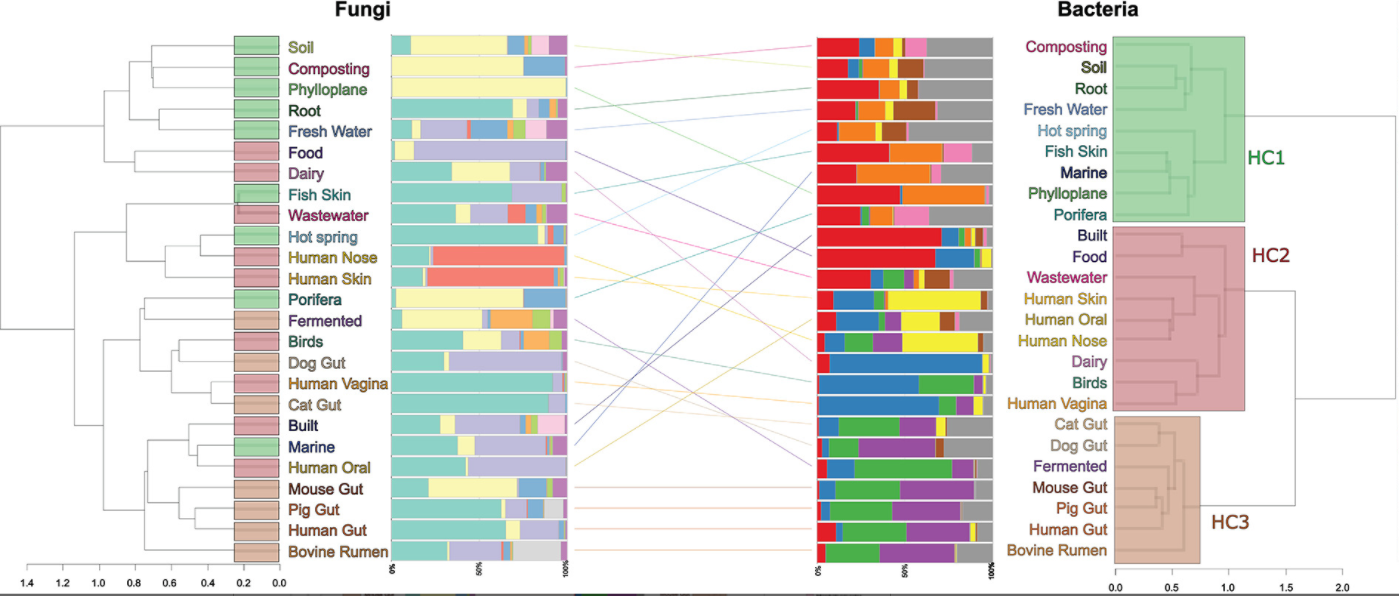 Fungi
Bacteria
Soil
Composting
Phylloplane
Root
Fresh Water
Food
Dairy
Fish Skin
Wastewater
Hot spring
Human Nose
Human Skin
Porifera
Fermented
Birds
Dog Gut
Human Vagina
Cat Gut
Built
Marine
Human Oral
Mouse Gut
Pig Gut
Human Gut
Bovine Rumen
1.4 1.2 1.0 0.8 0.6 0.4 0.2 0.0
0% 50% 100%
0% 50% 100%
Composting
Soil
Root
Fresh Water
Hot spring
Fish Skin
Marine
Phylloplane
Porifera
Built
Food
Wastewater
Human Skin
Human Oral
Human Nose
Dairy
Birds
Human Vagina
Cat Gut
Dog Gut
Fermented
Mouse Gut
Pig Gut
Human Gut
Bovine Rumen
HC1
HC2
HC3
0.0 0.5 1.0 1.5 2.0